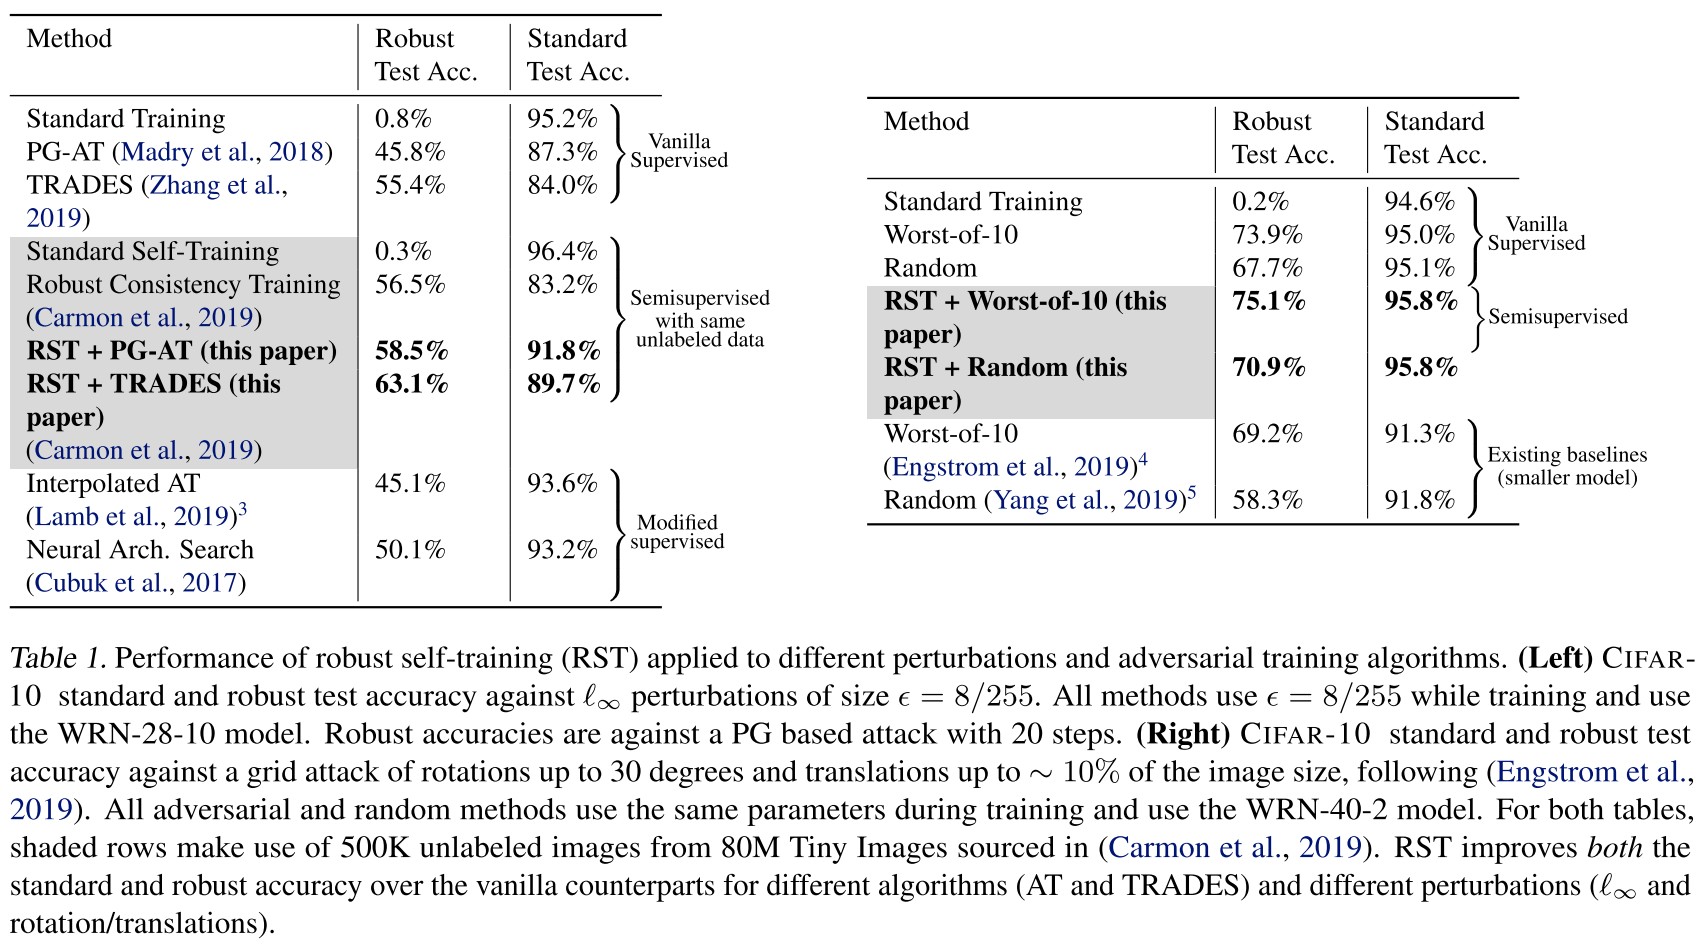 Method Robust Standard
Test Acc. Test Acc.
Standard Training 0.8% 95.2%
PG-AT (Madry et al., 2018) 45.8% 87.3%
TRADES (Zhang et al., 55.4% 84.0%
2019)
Vanilla
Supervised
Standard Self-Training 0.3% 96.4%
Robust Consistency Training 56.5% 83.2%
(Carmon et al., 2019)
RST + PG-AT (this paper) 58.5% 91.8%
RST + TRADES (this 63.1% 89.7%
paper)
(Carmon et al., 2019)
Semisupervised
with same
unlabeled data
Interpolated AT 45.1% 93.6%
(Lamb et al., 2019)3
Neural Arch. Search 50.1% 93.2%
(Cubuk et al., 2017)
Modified
supervised
Method Robust Standard
Test Acc. Test Acc.
Standard Training 0.2% 94.6%
Worst-of-10 73.9% 95.0%
Random 67.7% 95.1%
Vanilla
Supervised
RST + Worst-of-10 (this 75.1% 95.8%
paper)
RST + Random (this 70.9% 95.8%
paper)
Semisupervised
Worst-of-10 69.2% 91.3%
(Engstrom et al., 2019)4
Random (Yang et al., 2019)5 58.3% 91.8%
Existing baselines
(smaller model)
Table 1. Performance of robust self-training (RST) applied to different perturbations and adversarial training algorithms. (Left) CIFAR-
10 standard and robust test accuracy against ℓ∞ perturbations of size ϵ = 8/255. All methods use ϵ = 8/255 while training and use
the WRN-28-10 model. Robust accuracies are against a PG based attack with 20 steps. (Right) CIFAR-10 standard and robust test
accuracy against a grid attack of rotations up to 30 degrees and translations up to ∼ 10% of the image size, following (Engstrom et al.,
2019). All adversarial and random methods use the same parameters during training and use the WRN-40-2 model. For both tables,
shaded rows make use of 500K unlabeled images from 80M Tiny Images sourced in (Carmon et al., 2019). RST improves both the
standard and robust accuracy over the vanilla counterparts for different algorithms (AT and TRADES) and different perturbations (ℓ∞ and
rotation/translations).